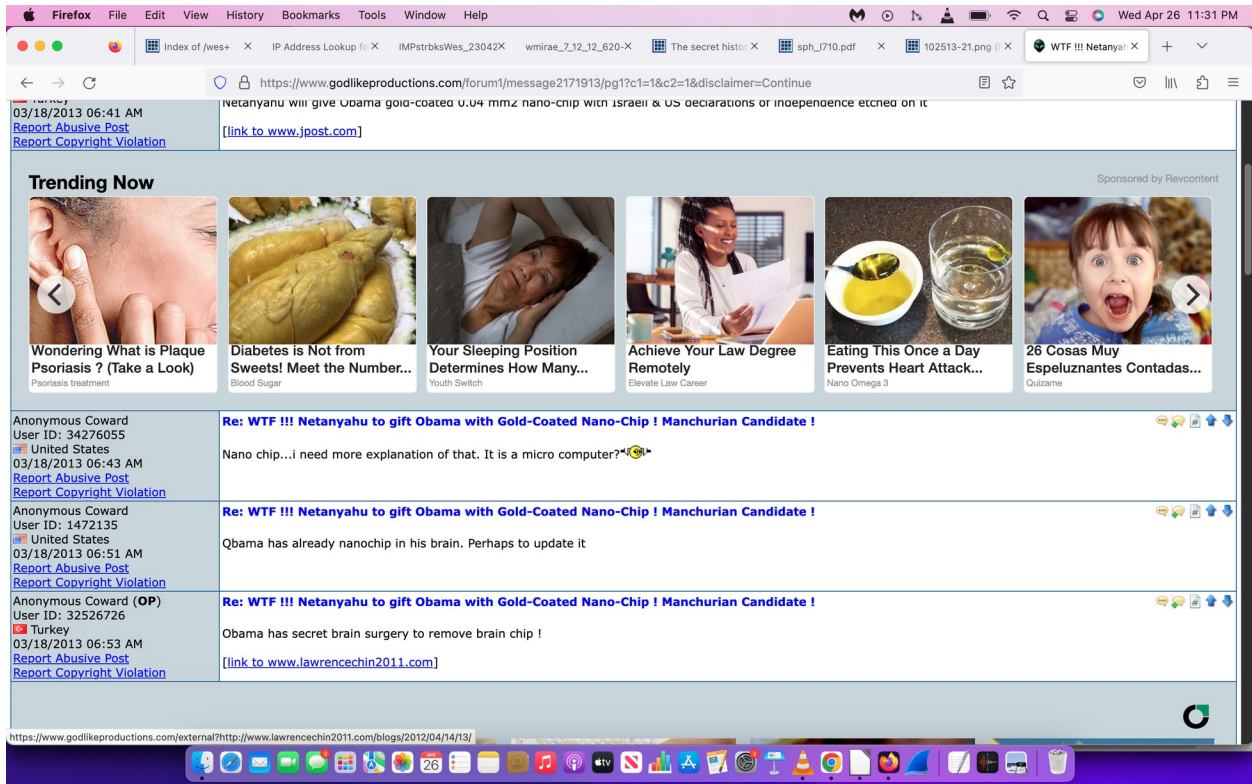 Firefox File Edit View History Bookmarks Tools Window Help
Wed Apr 26 11:31 PM
Index of /wes+
IP Address Lookup fo
IMPstrbksWes_23042
wmirae_7_12_12_620-
The secret histor
sph_l710.pdf
102513-21.png (
WTF !!! Netanyah
https://www.godlikeproductions.com/forum1/message2171913/pg1?c1=1&c2=1&disclaimer=Continue
Turkey
03/18/2013 06:41 AM
Report Abusive Post
Report Copyright Violation
Netanyahu will give Obama gold-coated 0.04 mm2 nano-chip with Israeli & US declarations of independence etched on it
[link to www.jpost.com]
Trending Now
Sponsored by Revcontent
Wondering What is Plaque
Psoriasis ? (Take a Look)
Psoriasis treatment
Diabetes is Not from
Sweets! Meet the Number...
Blood Sugar
Your Sleeping Position
Determines How Many...
Youth Switch
Achieve Your Law Degree
Remotely
Elevate Law Career
Eating This Once a Day
Prevents Heart Attack...
Nano Omega 3
26 Cosas Muy
Espeluznantes Contadas...
Quizame
Anonymous Coward
User ID: 34276055
United States
03/18/2013 06:43 AM
Report Abusive Post
Report Copyright Violation
Re: WTF !!! Netanyahu to gift Obama with Gold-Coated Nano-Chip ! Manchurian Candidate !
Nano chip...i need more explanation of that. It is a micro computer?
Anonymous Coward
User ID: 1472135
United States
03/18/2013 06:51 AM
Report Abusive Post
Report Copyright Violation
Re: WTF !!! Netanyahu to gift Obama with Gold-Coated Nano-Chip ! Manchurian Candidate !
Qbama has already nanochip in his brain. Perhaps to update it
Anonymous Coward (OP)
User ID: 32526726
Turkey
03/18/2013 06:53 AM
Report Abusive Post
Report Copyright Violation
Re: WTF !!! Netanyahu to gift Obama with Gold-Coated Nano-Chip ! Manchurian Candidate !
Obama has secret brain surgery to remove brain chip !
[link to www.lawrencechin2011.com]
https://www.godlikeproductions.com/external?http://www.lawrencechin2011.com/blogs/2012/04/14/13/
APR
26
tv